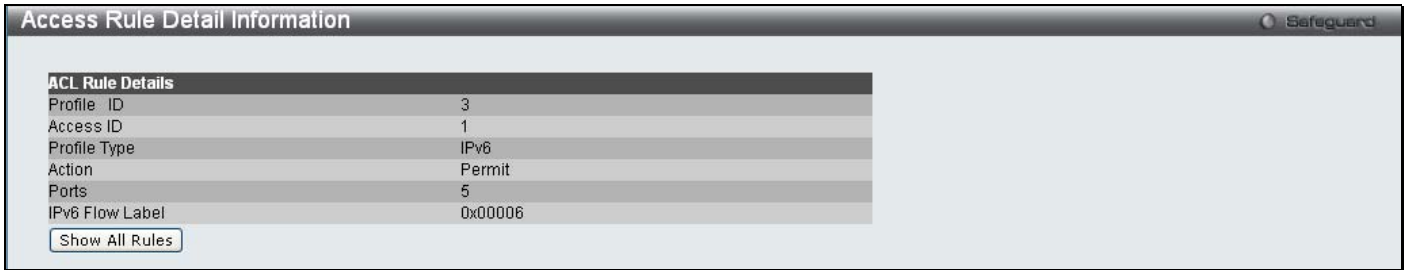 Access Rule Detail Information
Safeguard
ACL Rule Details
Profile ID 3
Access ID 1
Profile Type IPv6
Action Permit
Ports 5
IPv6 Flow Label 0x00006
Show All Rules